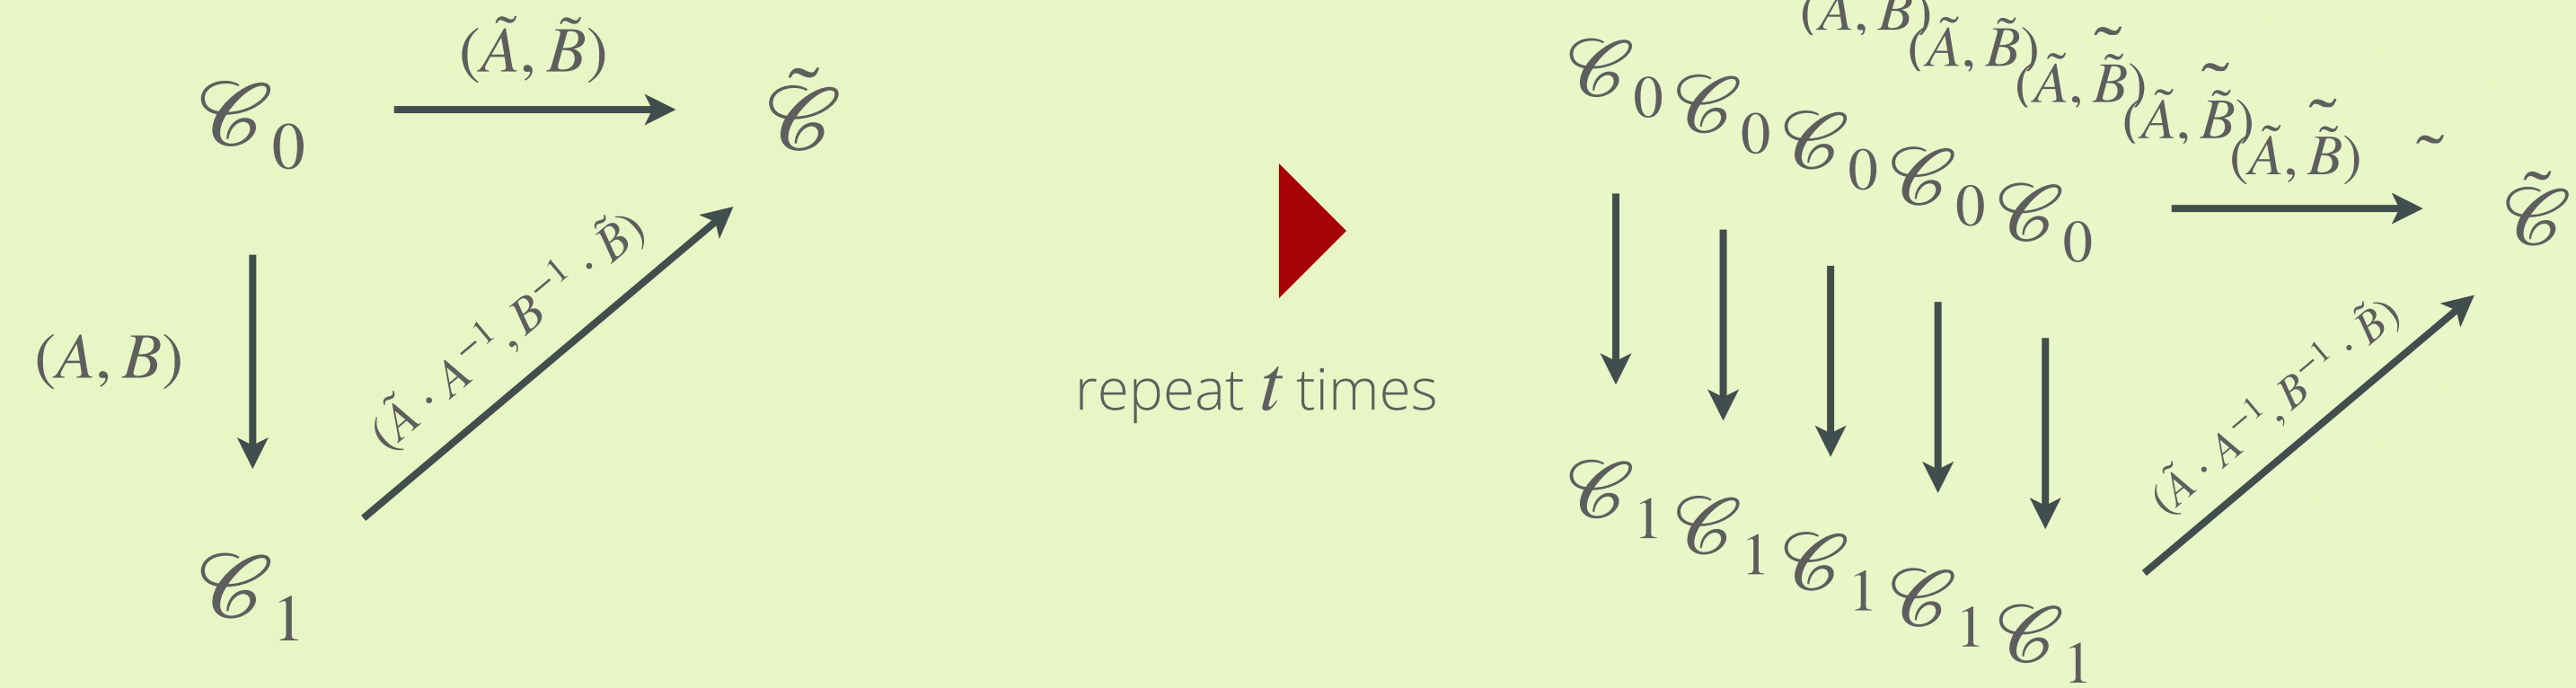 (Ã, B̃)
𝒞₀
𝒞̃
(A, B)
(Ã · A⁻¹, B⁻¹ · B̃)
𝒞₁
repeat t times
(A, B)
(Ã, B̃) ~
(Ã, B̃) ~
(Ã, B̃) ~
(Ã, B̃) ~
𝒞₀ 𝒞₀ 𝒞₀ 𝒞₀ 𝒞₀
𝒞̃
(Ã · A⁻¹, B⁻¹ · B̃)
𝒞₁ 𝒞₁ 𝒞₁ 𝒞₁ 𝒞₁